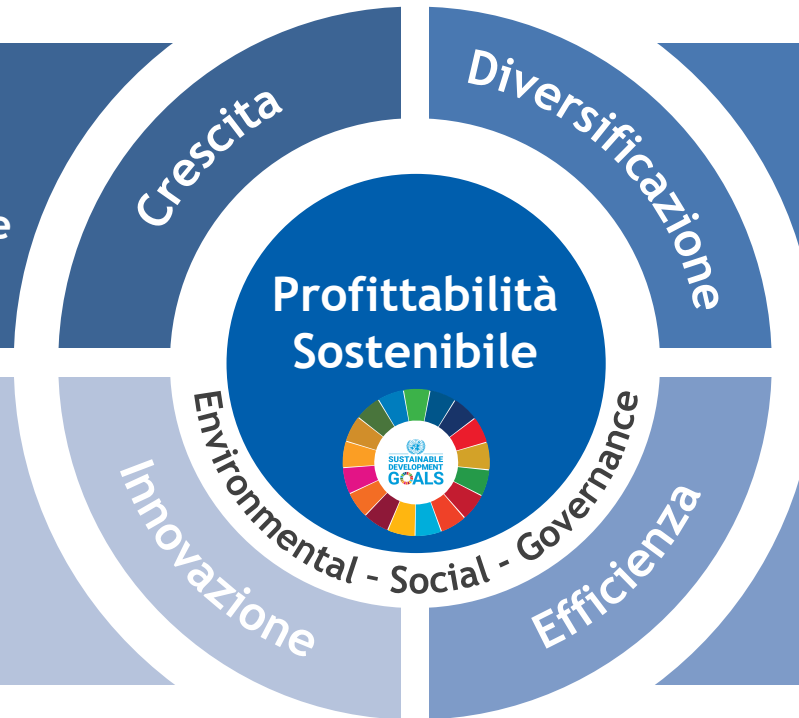 Crescita
Diversificazione
e
Profittabilità
Sostenibile
SUSTAINABLE
DEVELOPMENT
GOALS
Environmental - Social - Governance
Innovazione
Efficienza